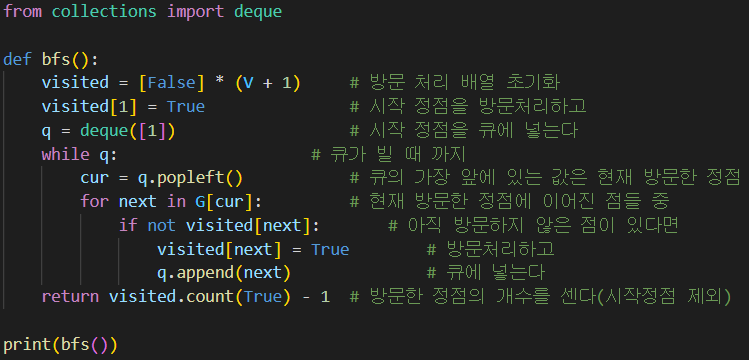 from collections import deque

def bfs():
    visited = [False] * (V + 1)     # 방문 처리 배열 초기화
    visited[1] = True               # 시작 정점을 방문처리하고
    q = deque([1])                  # 시작 정점을 큐에 넣는다
    while q:                    # 큐가 빌 때 까지
        cur = q.popleft()           # 큐의 가장 앞에 있는 값은 현재 방문한 정점
        for next in G[cur]:         # 현재 방문한 정점에 이어진 점들 중
            if not visited[next]:       # 아직 방문하지 않은 점이 있다면
                visited[next] = True        # 방문처리하고
                q.append(next)              # 큐에 넣는다
    return visited.count(True) - 1  # 방문한 정점의 개수를 센다(시작정점 제외)

print(bfs())